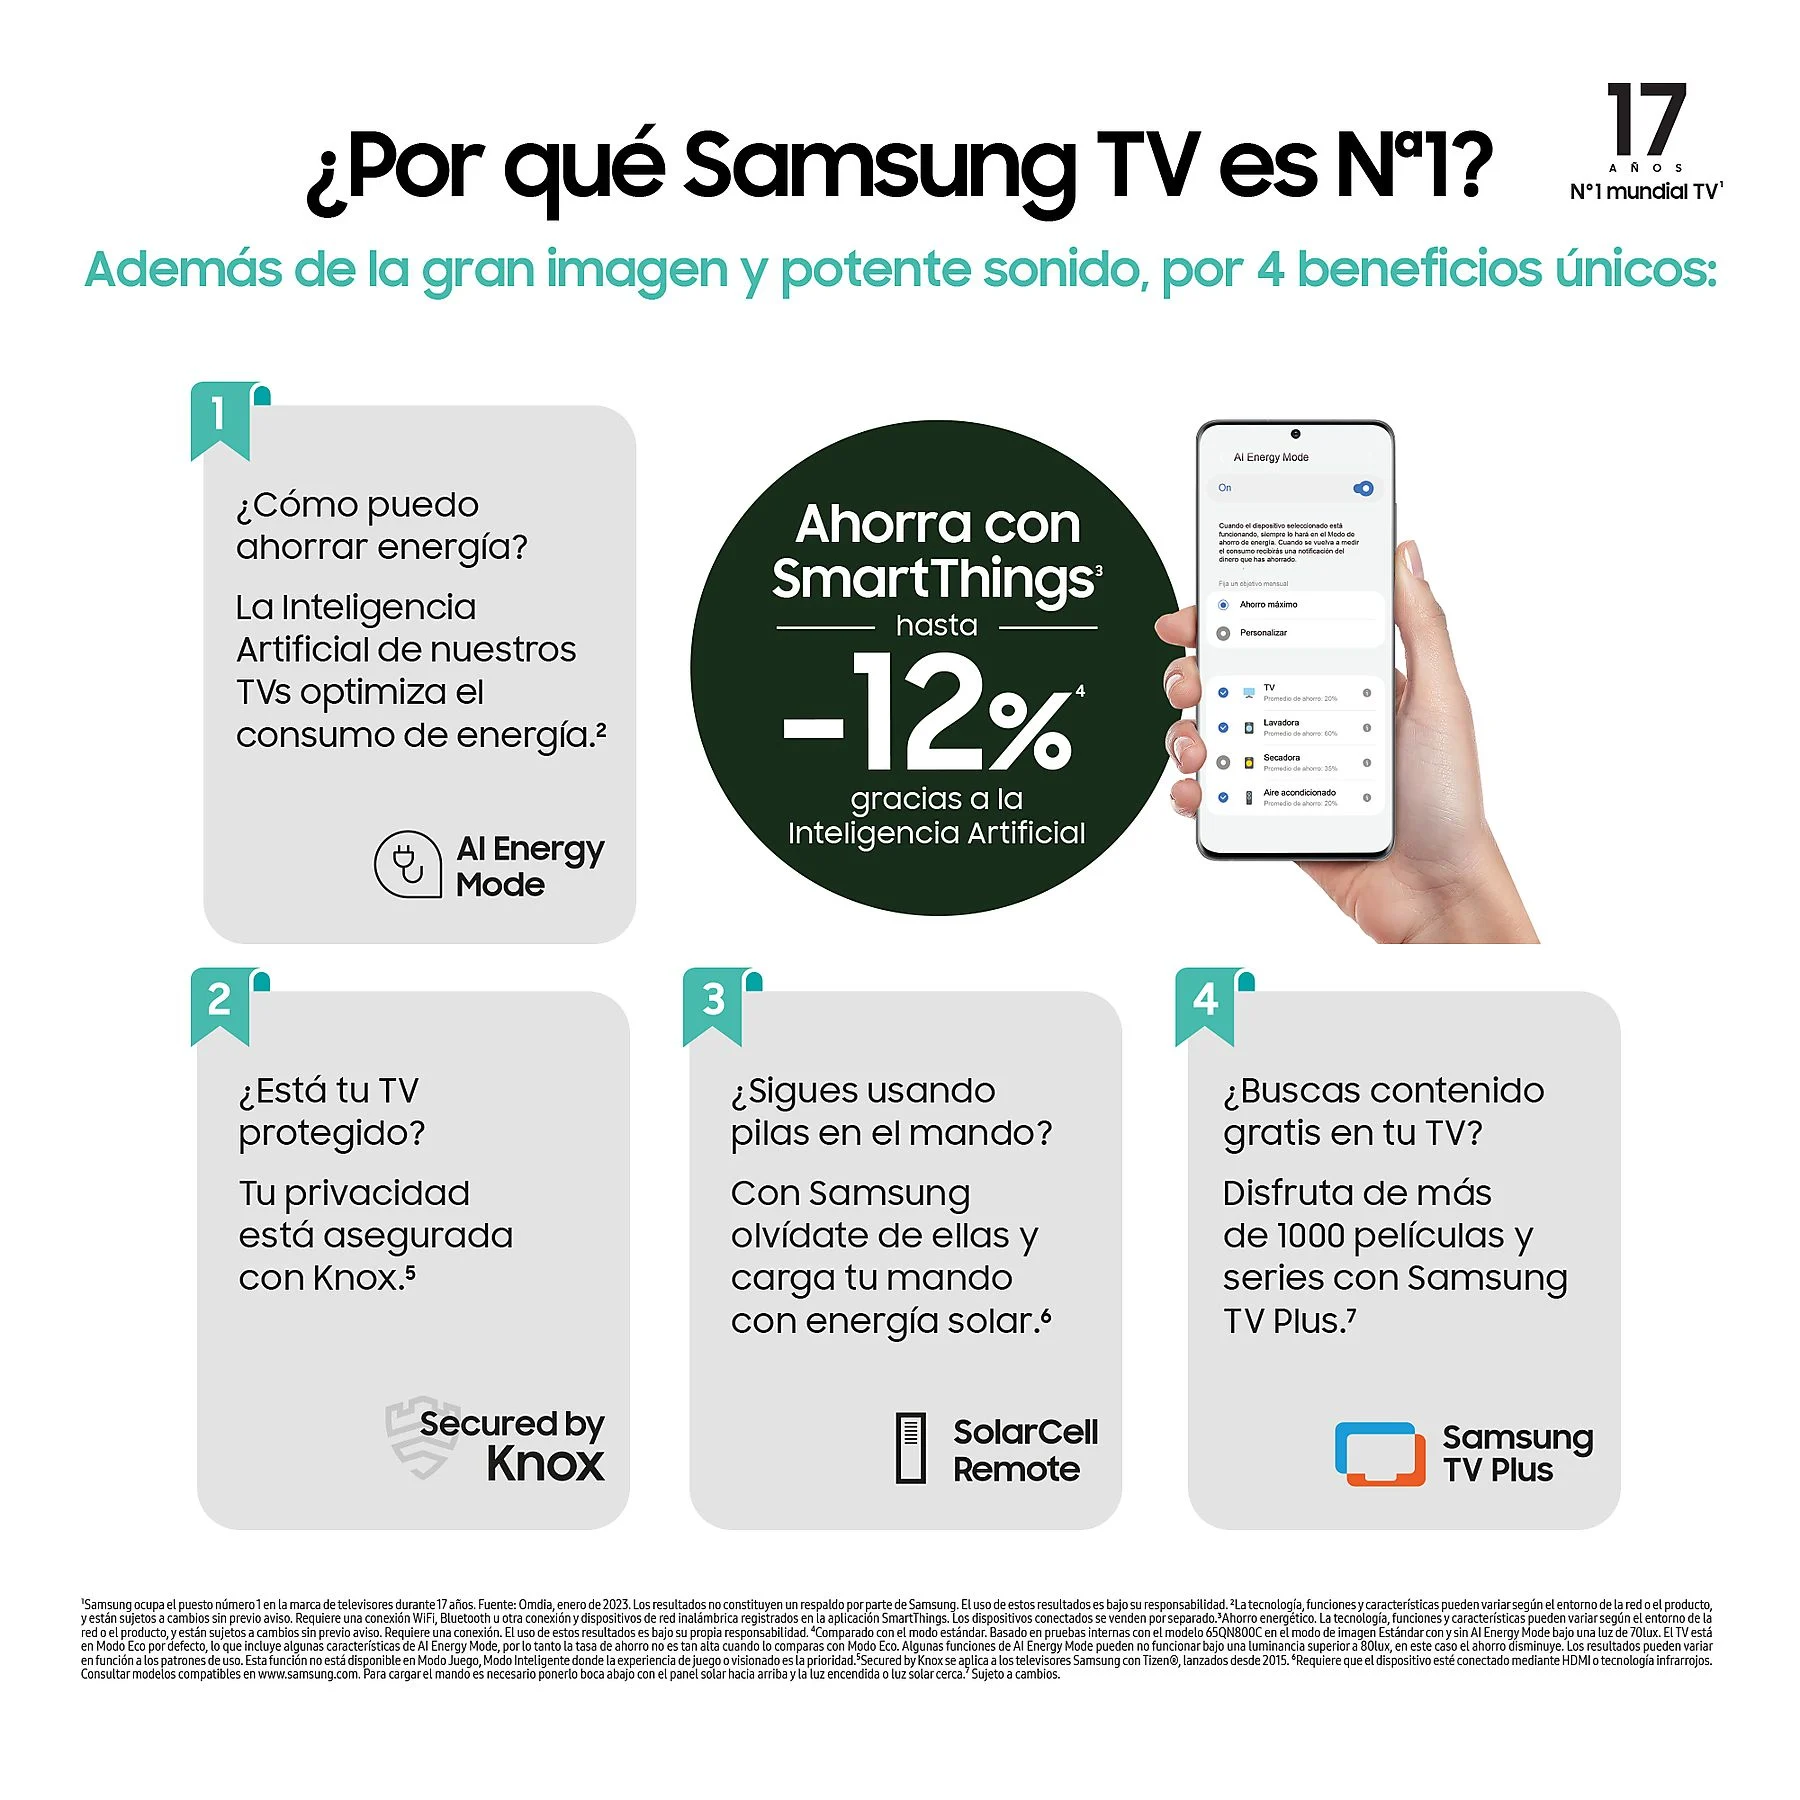 17
AÑOS
N°1 mundial TV¹
¿Por qué Samsung TV es Nª1?
Además de la gran imagen y potente sonido, por 4 beneficios únicos:
1
¿Cómo puedo
ahorrar energía?
La Inteligencia
Artificial de nuestros
TVs optimiza el
consumo de energía.²
AI Energy
Mode
Ahorra con
SmartThings³
hasta
-12%⁴
gracias a la
Inteligencia Artificial
AI Energy Mode
On
Cuando el dispositivo seleccionado está
funcionando, siempre lo hará en el Modo de
ahorro de energía. Cuando se vuelva a medir
el consumo recibirás una notificación del
dinero que has ahorrado.
Fija un objetivo mensual
Ahorro máximo
Personalizar
TV
Promedio de ahorro: 20%
Lavadora
Promedio de ahorro: 60%
Secadora
Promedio de ahorro: 35%
Aire acondicionado
Promedio de ahorro: 20%
2
¿Está tu TV
protegido?
Tu privacidad
está asegurada
con Knox.⁵
Secured by
Knox
3
¿Sigues usando
pilas en el mando?
Con Samsung
olvídate de ellas y
carga tu mando
con energía solar.⁶
SolarCell
Remote
4
¿Buscas contenido
gratis en tu TV?
Disfruta de más
de 1000 películas y
series con Samsung
TV Plus.⁷
Samsung
TV Plus
¹Samsung ocupa el puesto número 1 en la marca de televisores durante 17 años. Fuente: Omdia, enero de 2023. Los resultados no constituyen un respaldo por parte de Samsung. El uso de estos resultados es bajo su responsabilidad. ²La tecnología, funciones y características pueden variar según el entorno de la red o el producto,
y están sujetos a cambios sin previo aviso. Requiere una conexión WiFi, Bluetooth u otra conexión y dispositivos de red inalámbrica registrados en la aplicación SmartThings. Los dispositivos conectados se venden por separado.³Ahorro energético. La tecnología, funciones y características pueden variar según el entorno de la
red o el producto, y están sujetos a cambios sin previo aviso. Requiere una conexión. El uso de estos resultados es bajo su propia responsabilidad. ⁴Comparado con el modo estándar. Basado en pruebas internas con el modelo 65QN800C en el modo de imagen Estándar con y sin AI Energy Mode bajo una luz de 70lux. El TV está
en Modo Eco por defecto, lo que incluye algunas características de AI Energy Mode, por lo tanto la tasa de ahorro no es tan alta cuando lo comparas con Modo Eco. Algunas funciones de AI Energy Mode pueden no funcionar bajo una luminancia superior a 80lux, en este caso el ahorro disminuye. Los resultados pueden variar
en función a los patrones de uso. Esta función no está disponible en Modo Juego, Modo Inteligente donde la experiencia de juego o visionado es la prioridad.⁵Secured by Knox se aplica a los televisores Samsung con Tizen®, lanzados desde 2015. ⁶Requiere que el dispositivo esté conectado mediante HDMI o tecnología infrarrojos.
Consultar modelos compatibles en www.samsung.com. Para cargar el mando es necesario ponerlo boca abajo con el panel solar hacia arriba y la luz encendida o luz solar cerca.⁷ Sujeto a cambios.